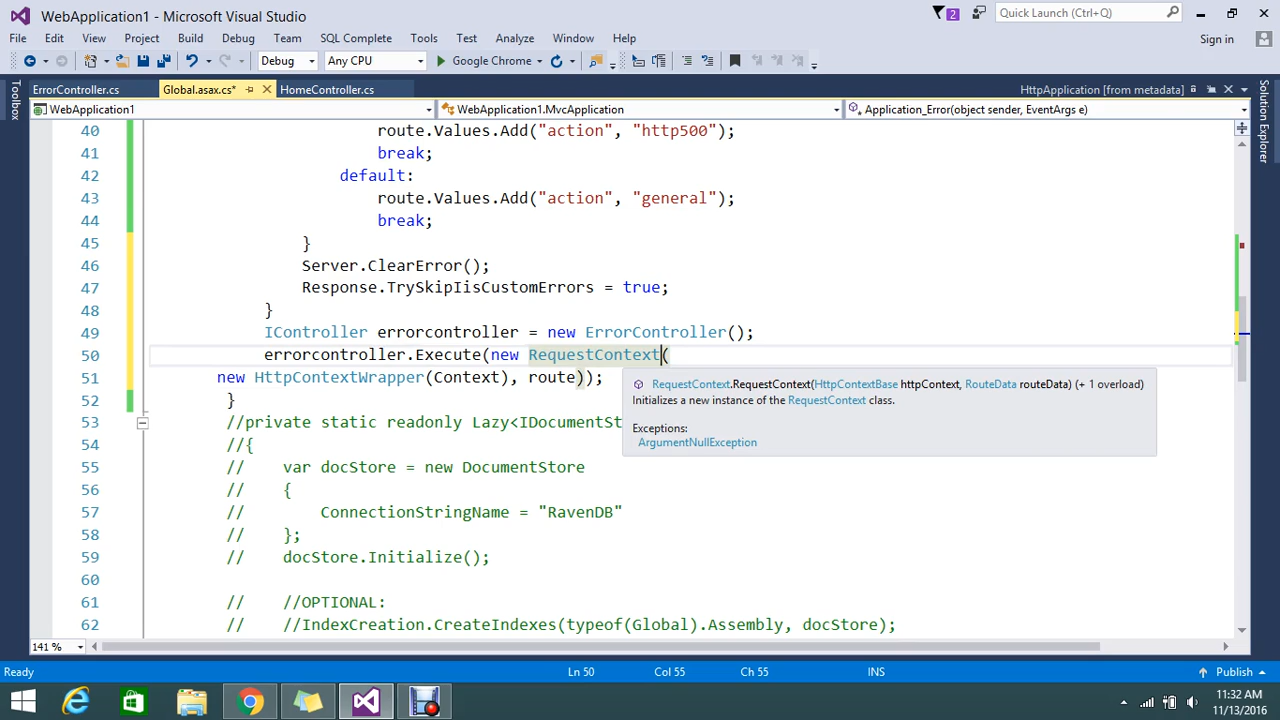 WebApplication1 - Microsoft Visual Studio
2
Quick Launch (Ctrl+Q)
File Edit View Project Build Debug Team SQL Complete Tools Test Analyze Window Help
Sign in
Debug Any CPU Google Chrome
ErrorController.cs Global.asax.cs* HomeController.cs HttpApplication [from metadata]
WebApplication1 WebApplication1.MvcApplication Application_Error(object sender, EventArgs e)
Toolbox
Solution Explorer
40 route.Values.Add("action", "http500");
41 break;
42 default:
43 route.Values.Add("action", "general");
44 break;
45 }
46 Server.ClearError();
47 Response.TrySkipIisCustomErrors = true;
48 }
49 IController errorcontroller = new ErrorController();
50 errorcontroller.Execute(new RequestContext(
51 new HttpContextWrapper(Context), route));
52 }
53 //private static readonly Lazy<IDocumentSt
54 //{
55 // var docStore = new DocumentStore
56 // {
57 // ConnectionStringName = "RavenDB"
58 // };
59 // docStore.Initialize();
60
61 // //OPTIONAL:
62 // //IndexCreation.CreateIndexes(typeof(Global).Assembly, docStore);
RequestContext.RequestContext(HttpContextBase httpContext, RouteData routeData) (+ 1 overload)
Initializes a new instance of the RequestContext class.
Exceptions:
ArgumentNullException
141 %
Ready Ln 50 Col 55 Ch 55 INS Publish
11:32 AM
11/13/2016